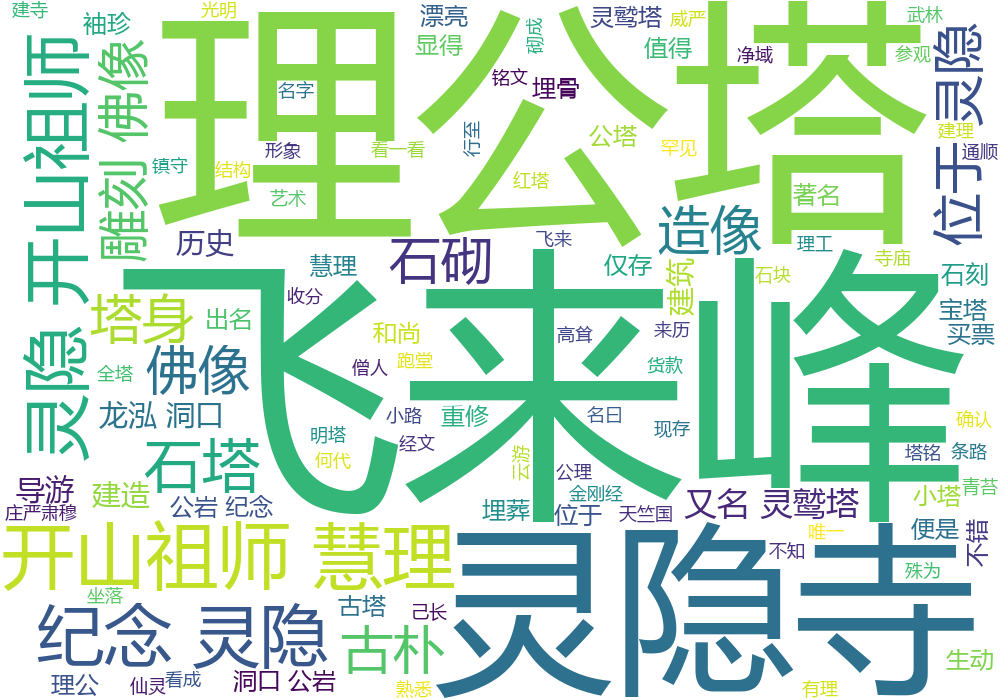 建寺
光明
漂亮
灵鹫塔
威严
武林
袖珍
显得
砌成
值得
净域
参观
理公塔
开山祖师
雕刻 佛像
名字
铭文
埋骨
位于 灵隐
形象
看一看
行至
公塔
罕见
建理
通顺
镇守
结构
艺术
红塔
著名
历史
石砌
飞来
造像
理工
寺庙
慧理
仅存
建筑
石块
石刻
飞来峰
收分
塔身
出名
和尚
高耸
来历
宝塔
买票
灵隐
全塔
佛像
僧人
跑堂
货款
龙泓 洞口
小路
重修
名曰
现存
确认
石塔
明塔
经文
何代
云游
公理
塔铭
条路
导游
建造
公岩 纪念
埋葬
金刚经
青苔
庄严肃穆
位于
天竺国
又名 灵鹫塔
小塔
开山祖师 慧理
灵隐寺
唯一
便是
不错
不知
坐落
古塔
己长
殊为
纪念 灵隐
古朴
生动
理公
仙灵
看成
洞口 公岩
熟悉
有理